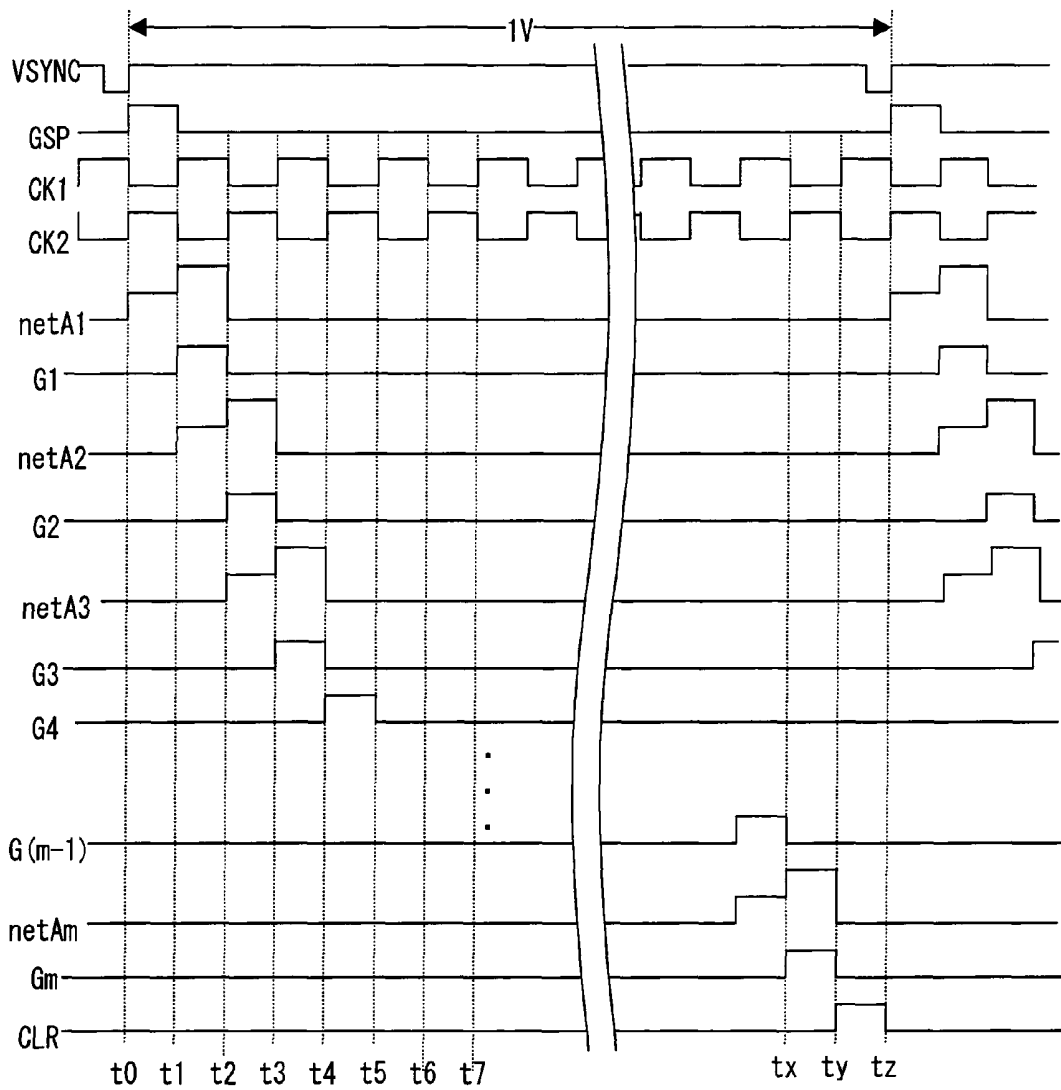 1V
VSYNC
GSP
CK1
CK2
netA1
G1
netA2
G2
netA3
G3
G4
G(m-1)
netAm
Gm
CLR
t0 t1 t2 t3 t4 t5 t6 t7 tx ty tz